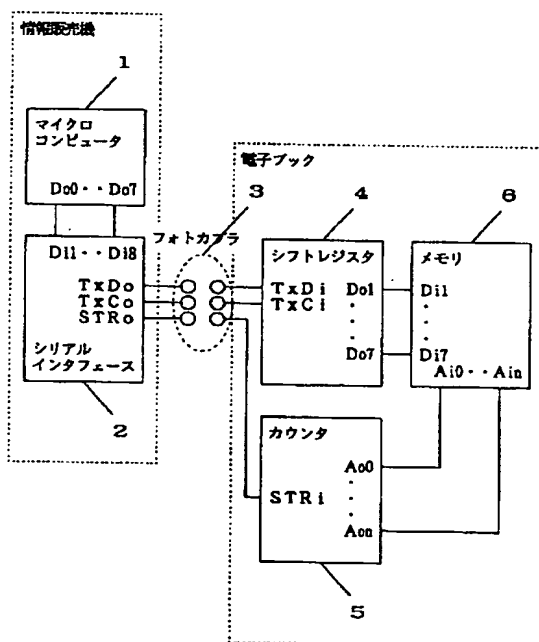 情報販売機
1
マイクロ
コンピュータ
Do0・・Do7
Di1・・Di8
TxDo
TxCo
STRo
シリアル
インタフェース
2
フォトカプラ
3
電子ブック
4
シフトレジスタ
TxDi Do1
TxCi
・
・
・
Do7
6
メモリ
Di1
・
・
・
Di7
Ai0・・Ain
カウンタ
Ao0
・
STRi
・
・
Aon
5